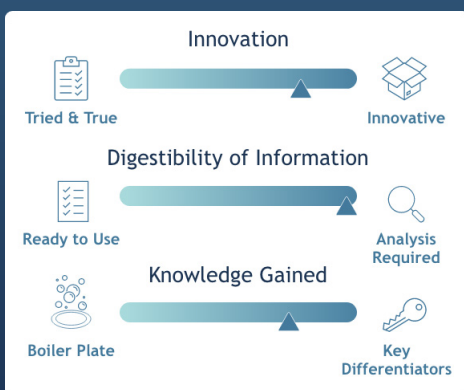 Innovation
Tried & True
Innovative
Digestibility of Information
Ready to Use
Analysis
Required
Knowledge Gained
Boiler Plate
Key
Differentiators